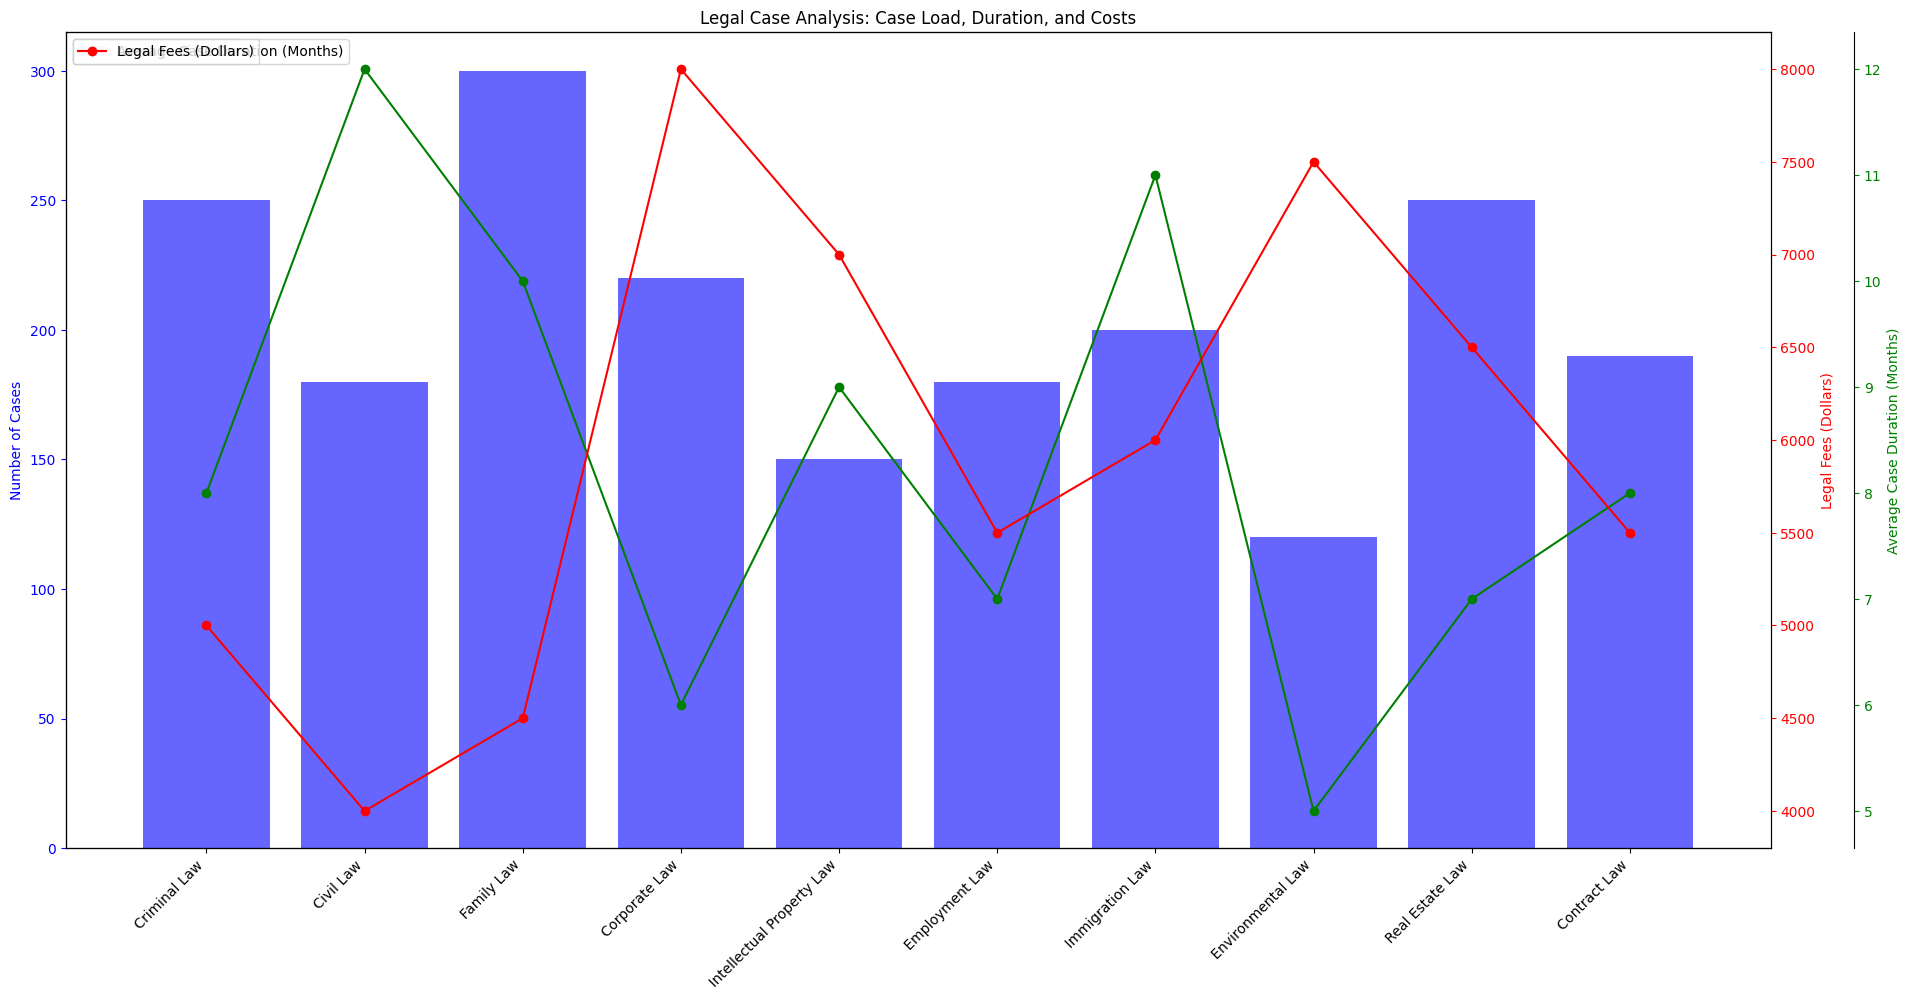 Legal Case Analysis: Case Load, Duration, and Costs
Legal Fees (Dollars) on (Months)
300
250
200
150
100
50
0
Number of Cases
8000
7500
7000
6500
6000
5500
5000
4500
4000
Legal Fees (Dollars)
12
11
10
9
8
7
6
5
Average Case Duration (Months)
Criminal Law
Civil Law
Family Law
Corporate Law
Intellectual Property Law
Employment Law
Immigration Law
Environmental Law
Real Estate Law
Contract Law